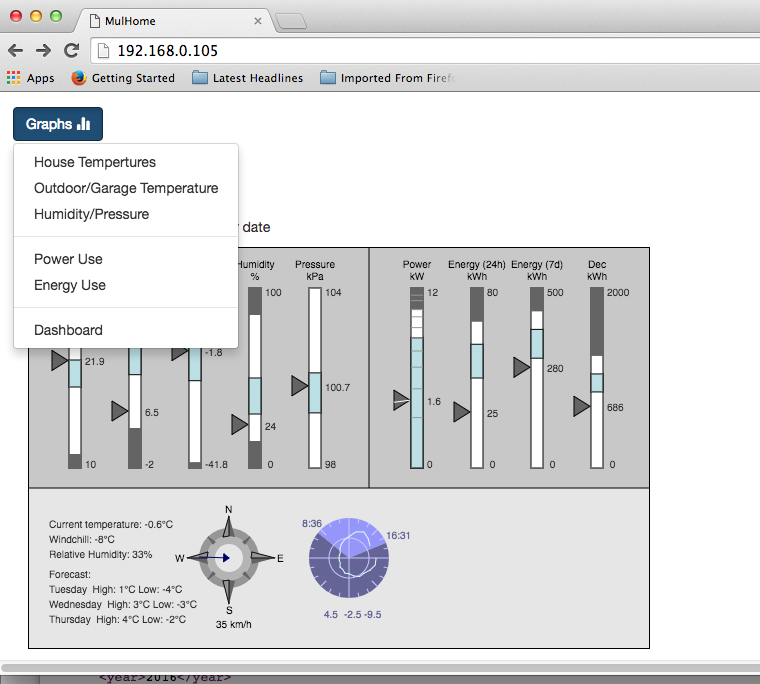 MulHome
192.168.0.105
Apps Getting Started Latest Headlines Imported From Firef
Graphs
House Tempertures
Outdoor/Garage Temperature
Humidity/Pressure
date
Power Use
Energy Use
Dashboard
Humidity Pressure Power Energy (24h) Energy (7d) Dec
% kPa kW kWh kWh kWh
100 104 12 80 500 2000
-1.8
21.9 280
100.7
1.6
6.5 25 686
24
10 -2 -41.8 0 98 0 0 0 0
N
Current temperature: -0.6°C
8:36
Windchill: -8°C
16:31
Relative Humidity: 33%
W E
Forecast:
Tuesday High: 1°C Low: -4°C
Wednesday High: 3°C Low: -3°C
S
Thursday High: 4°C Low: -2°C
4.5 -2.5 -9.5
35 km/h
<year>2016</year>